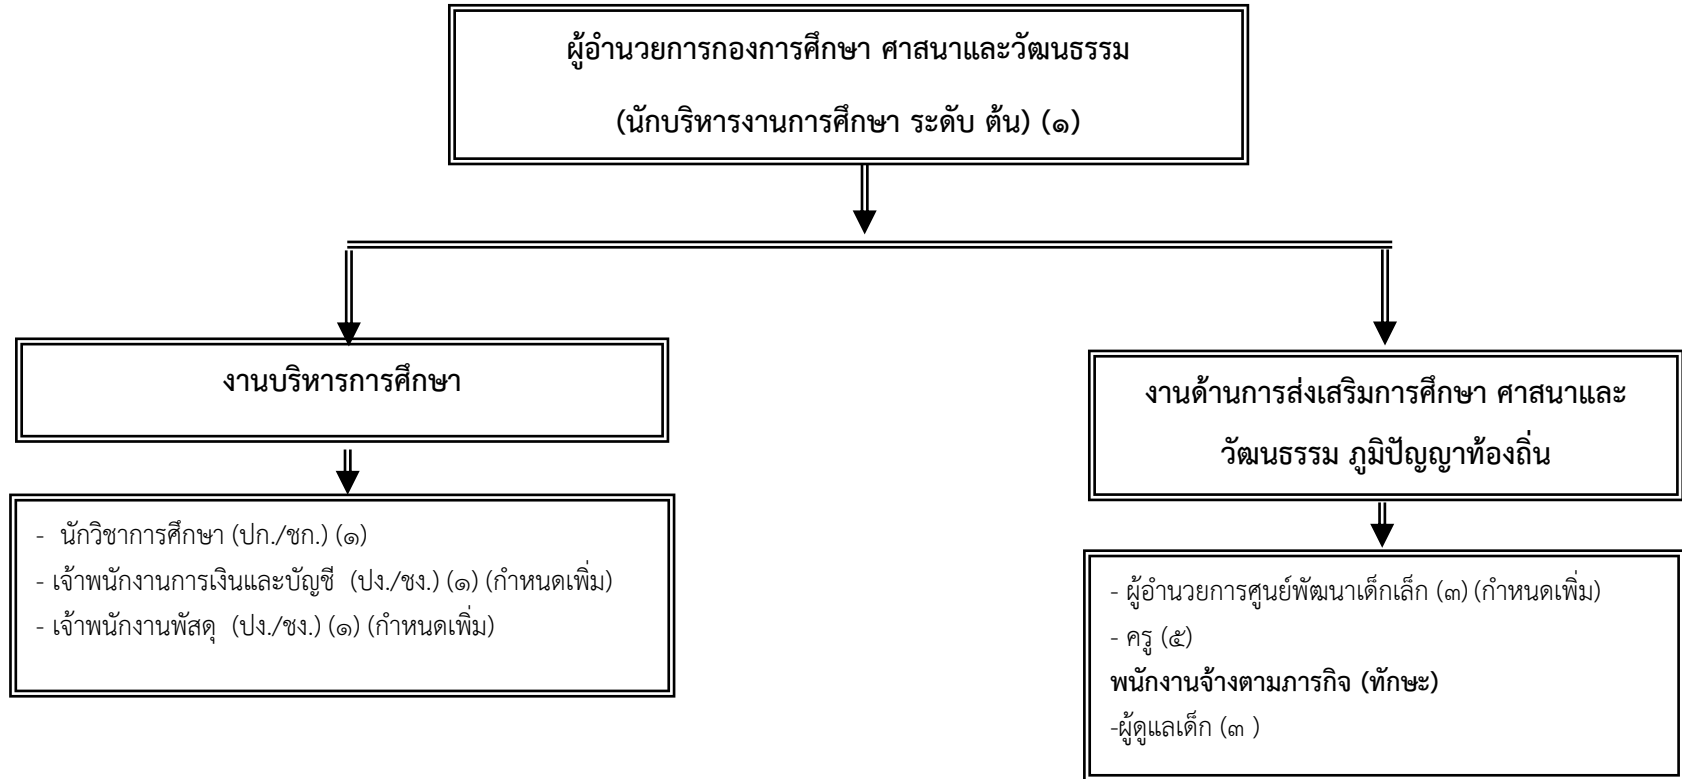 ผู้อำนวยการกองการศึกษา ศาสนาและวัฒนธรรม
(นักบริหารงานการศึกษา ระดับ ต้น) (๑)
งานบริหารการศึกษา
- นักวิชาการศึกษา (ปก./ชก.) (๑)
- เจ้าพนักงานการเงินและบัญชี (ปง./ชง.) (๑) (กำหนดเพิ่ม)
- เจ้าพนักงานพัสดุ (ปง./ชง.) (๑) (กำหนดเพิ่ม)
งานด้านการส่งเสริมการศึกษา ศาสนาและ
วัฒนธรรม ภูมิปัญญาท้องถิ่น
- ผู้อำนวยการศูนย์พัฒนาเด็กเล็ก (๓) (กำหนดเพิ่ม)
- ครู (๕)
พนักงานจ้างตามภารกิจ (ทักษะ)
-ผู้ดูแลเด็ก (๓ )